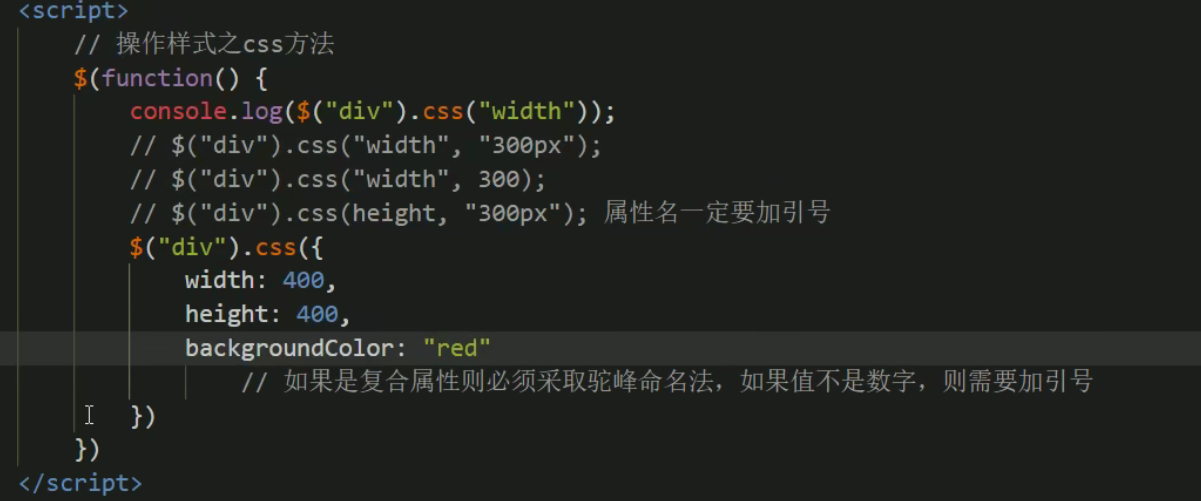 <script>
// 操作样式之css方法
$(function() {
console.log($("div").css("width"));
// $("div").css("width", "300px");
// $("div").css("width", 300);
// $("div").css(height, "300px"); 属性名一定要加引号
$("div").css({
width: 400,
height: 400,
backgroundColor: "red"
// 如果是复合属性则必须采取驼峰命名法，如果值不是数字，则需要加引号
})
})
</script>